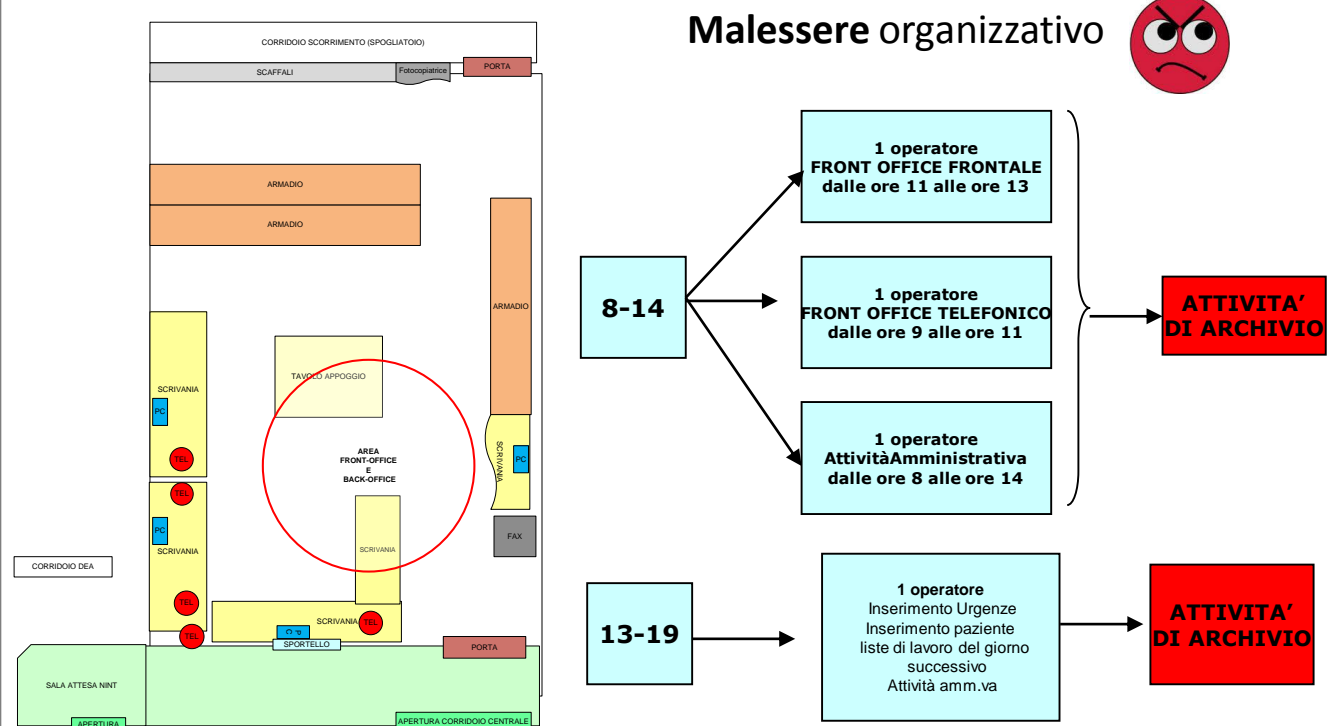 Malessere organizzativo
CORRIDOIO SCORRIMENTO (SPOGLIATOIO)
SCAFFALI
Fotocopiatrice
PORTA
ARMADIO
ARMADIO
ARMADIO
SCRIVANIA
PC
TEL
TAVOLO APPOGGIO
AREA
FRONT-OFFICE
E
BACK-OFFICE
SCRIVANIA
PC
TEL
PC
SCRIVANIA
SCRIVANIA
FAX
CORRIDOIO DEA
TEL
TEL
SCRIVANIA
TEL
PC
SPORTELLO
PORTA
SALA ATTESA NINT
APERTURA
APERTURA CORRIDOIO CENTRALE
8-14
1 operatore
FRONT OFFICE FRONTALE
dalle ore 11 alle ore 13
1 operatore
FRONT OFFICE TELEFONICO
dalle ore 9 alle ore 11
1 operatore
AttivitàAmministrativa
dalle ore 8 alle ore 14
ATTIVITA’
DI ARCHIVIO
13-19
1 operatore
Inserimento Urgenze
Inserimento paziente
liste di lavoro del giorno
successivo
Attività amm.va
ATTIVITA’
DI ARCHIVIO